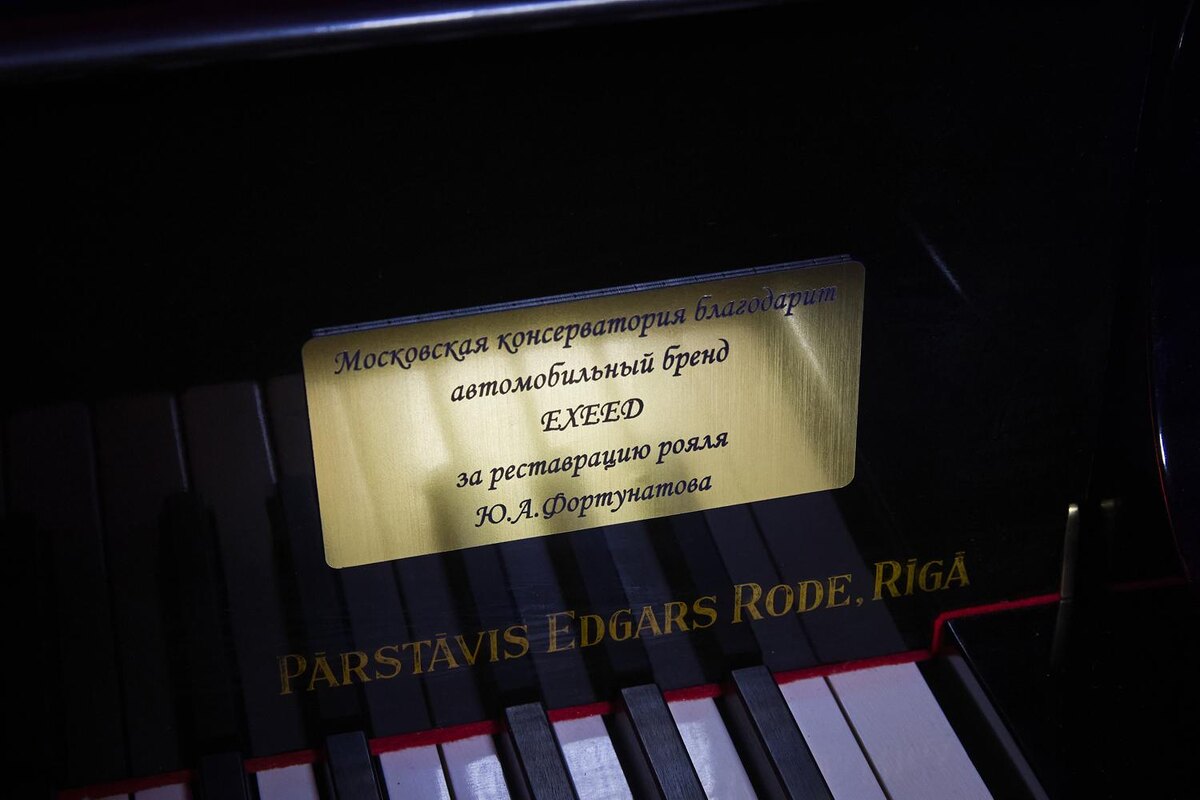 Московская консерватория благодарит
автомобильный бренд
EXEED
за реставрацию рояля
Ю.А.Фортунатова
PĀRSTĀVIS EDGARS RODE, RĪGĀ